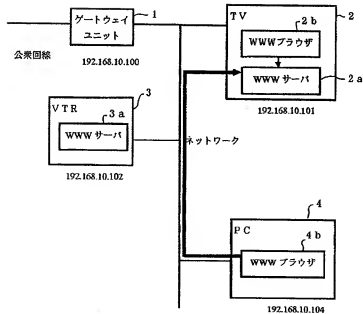 ゲートウェイ
ユニット
1
公衆回線
192.168.10.100
TV
2
2b
WWWブラウザ
WWWサーバ
2a
192.168.10.101
VTR
3
3a
WWWサーバ
192.168.10.102
ネットワーク
PC
4
4b
WWWブラウザ
192.168.10.104